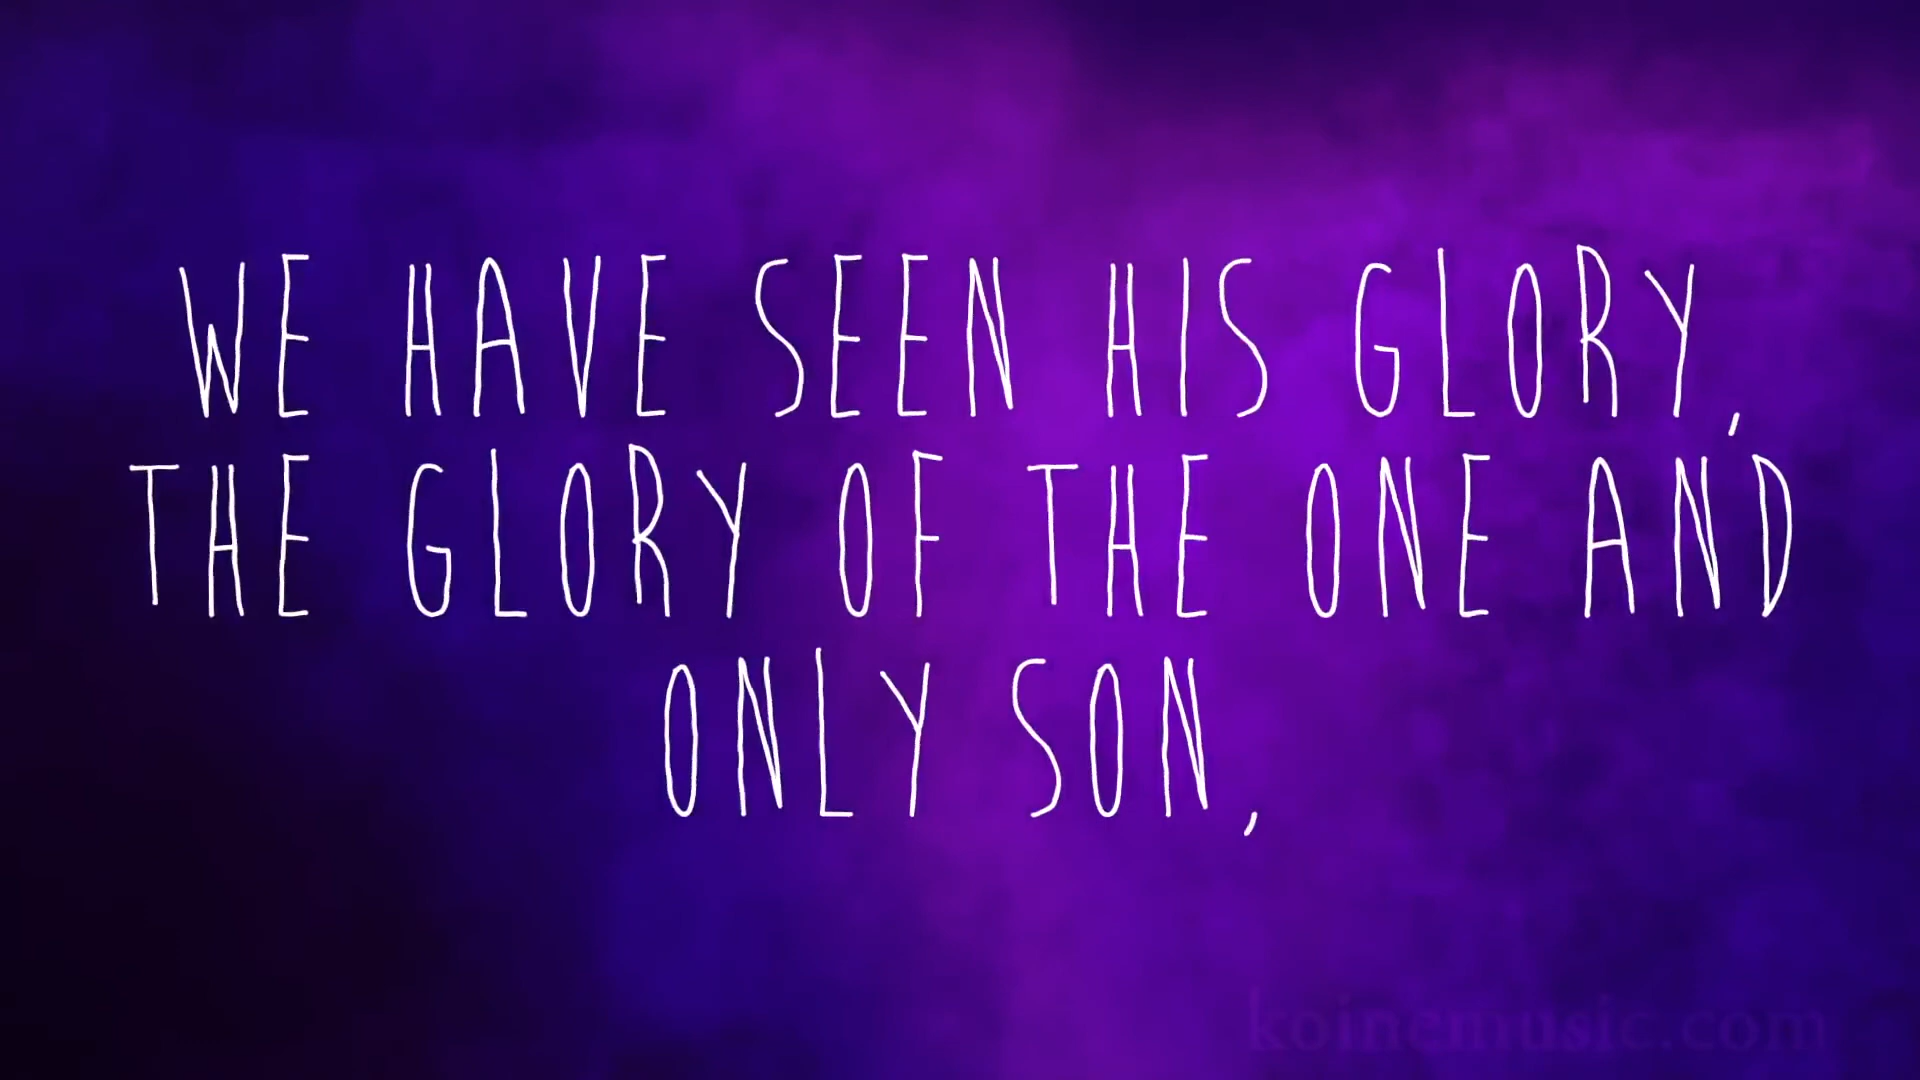 WE HAVE SEEN HIS GLORY,
THE GLORY OF THE ONE AND
ONLY SON,
koinemusic.com